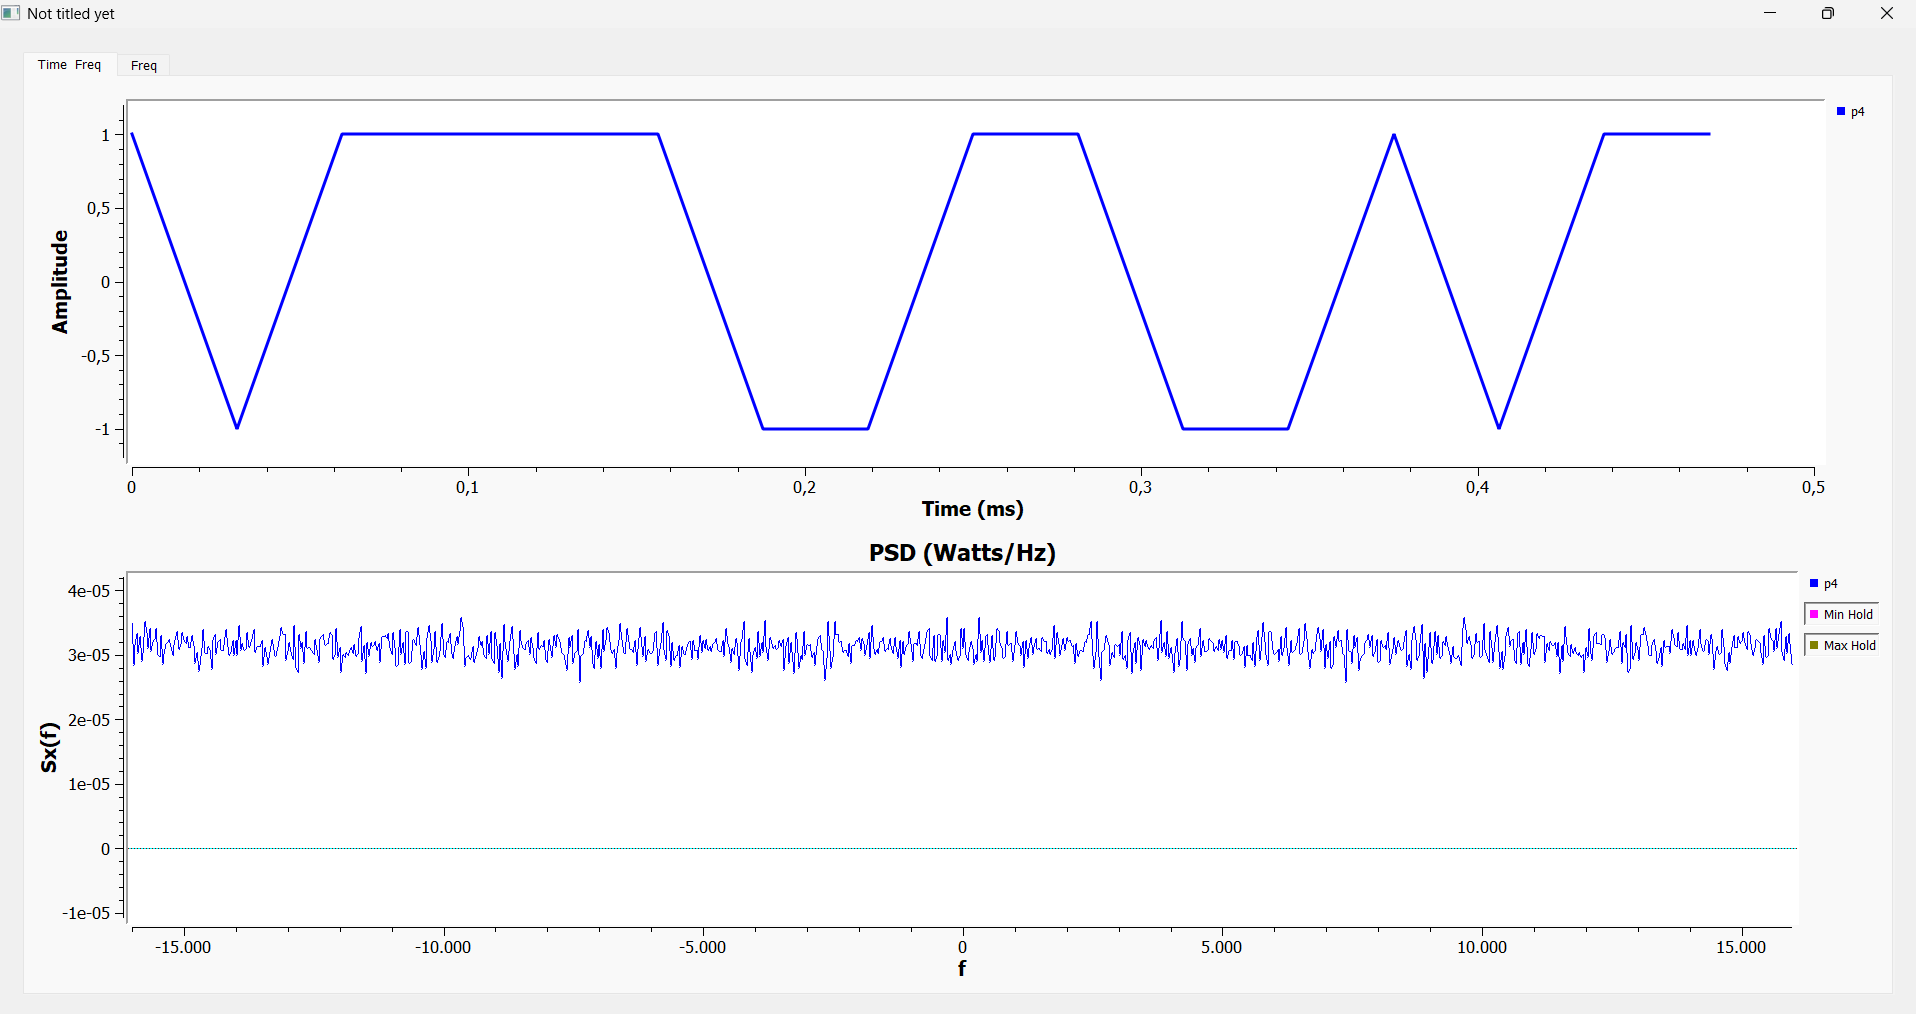 Not titled yet
Time Freq
Freq
p4
1
0,5
0
-0,5
-1
Amplitude
0
0,1
0,2
0,3
0,4
0,5
Time (ms)
PSD (Watts/Hz)
p4
Min Hold
Max Hold
4e-05
3e-05
2e-05
1e-05
0
-1e-05
Sx(f)
-15.000
-10.000
-5.000
0
5.000
10.000
15.000
f